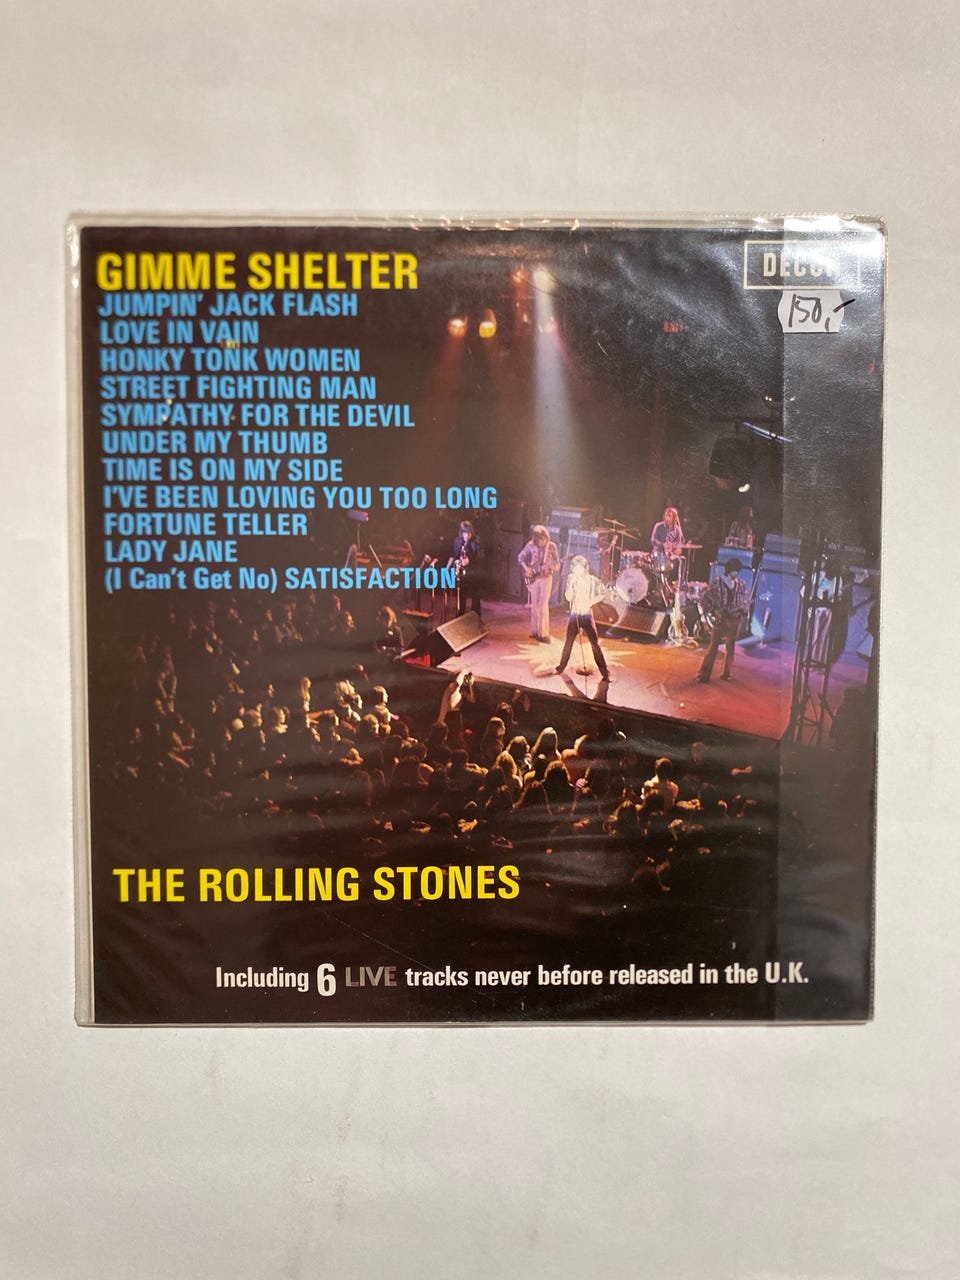 GIMME SHELTER
JUMPIN' JACK FLASH
LOVE IN VAIN
HONKY TONK WOMEN
STREET FIGHTING MAN
SYMPATHY FOR THE DEVIL
UNDER MY THUMB
TIME IS ON MY SIDE
I'VE BEEN LOVING YOU TOO LONG
FORTUNE TELLER
LADY JANE
(I Can't Get No) SATISFACTION
DECCA
150,-
THE ROLLING STONES
Including 6 LIVE tracks never before released in the U.K.